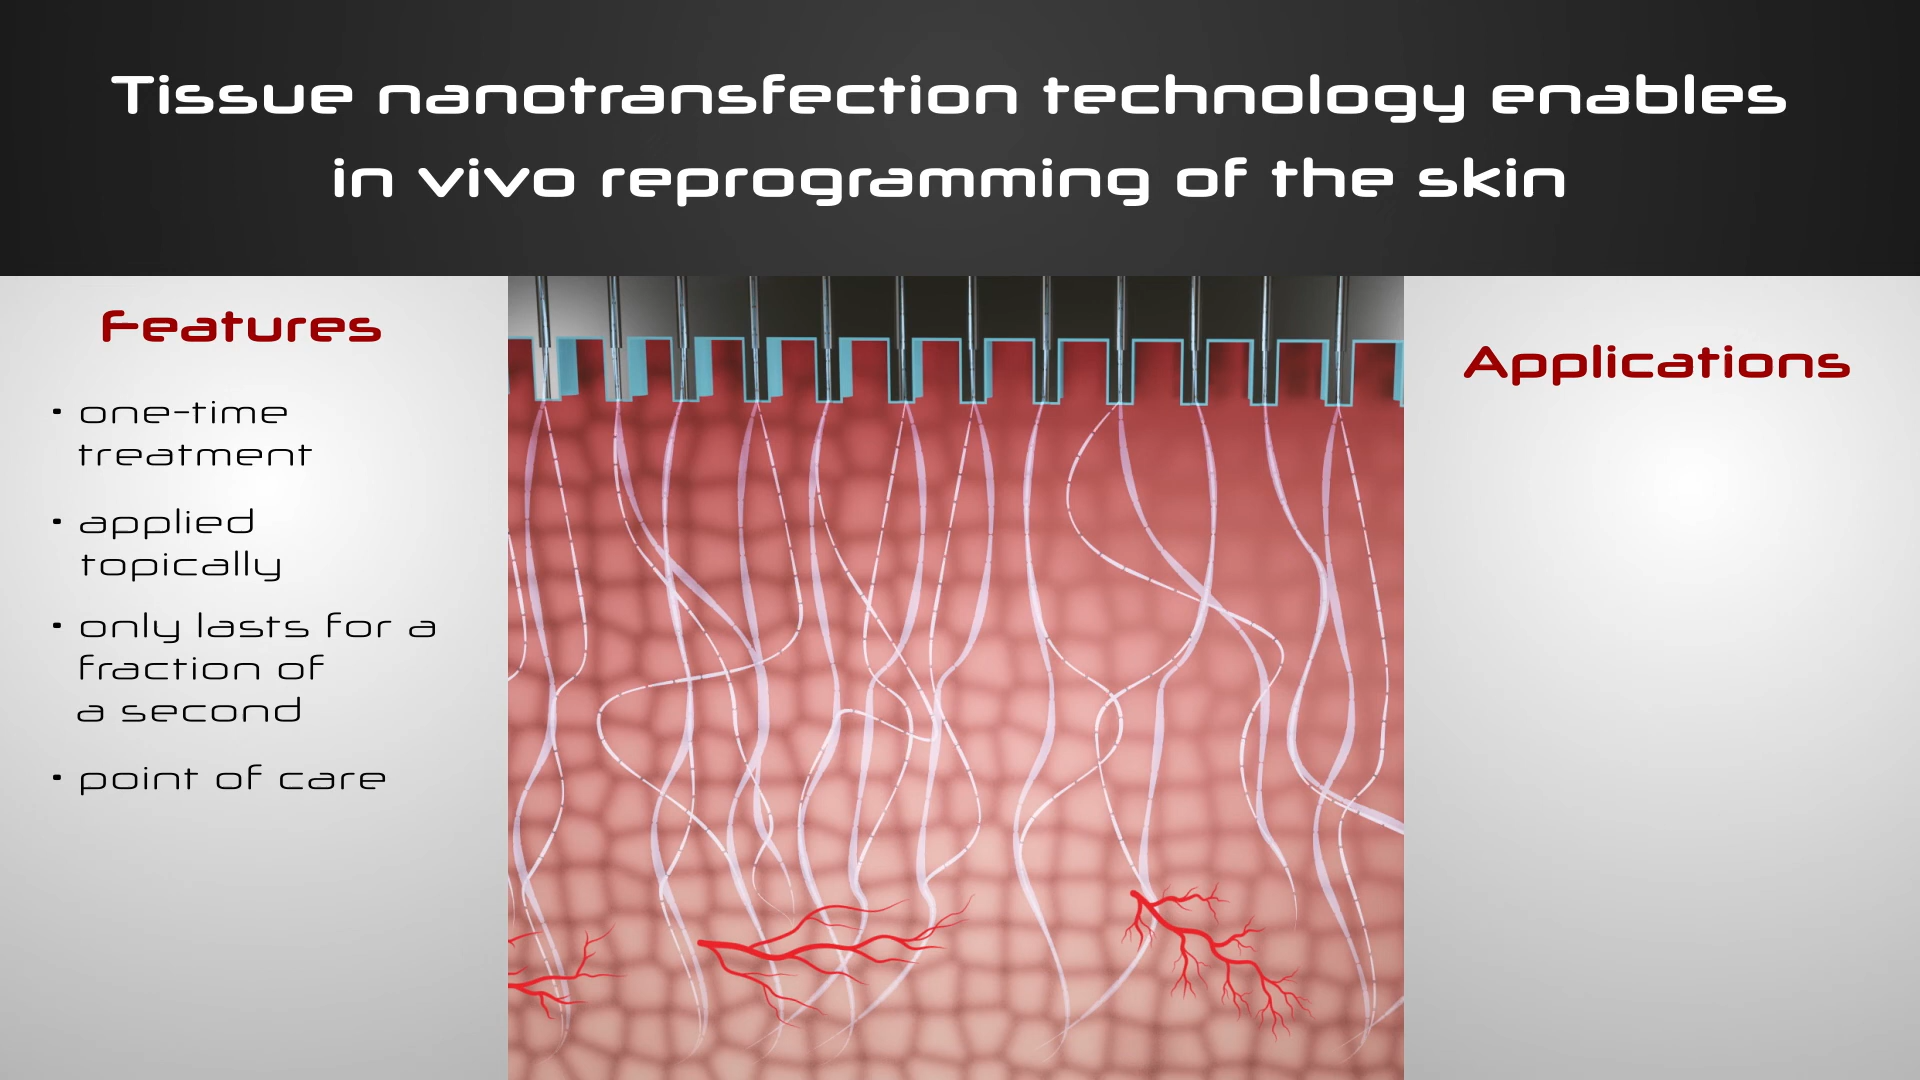 Tissue nanotransfection technology enables
in vivo reprogramming of the skin
Features
• one-time
treatment
• applied
topically
• only lasts for a
fraction of
a second
• point of care
Applications